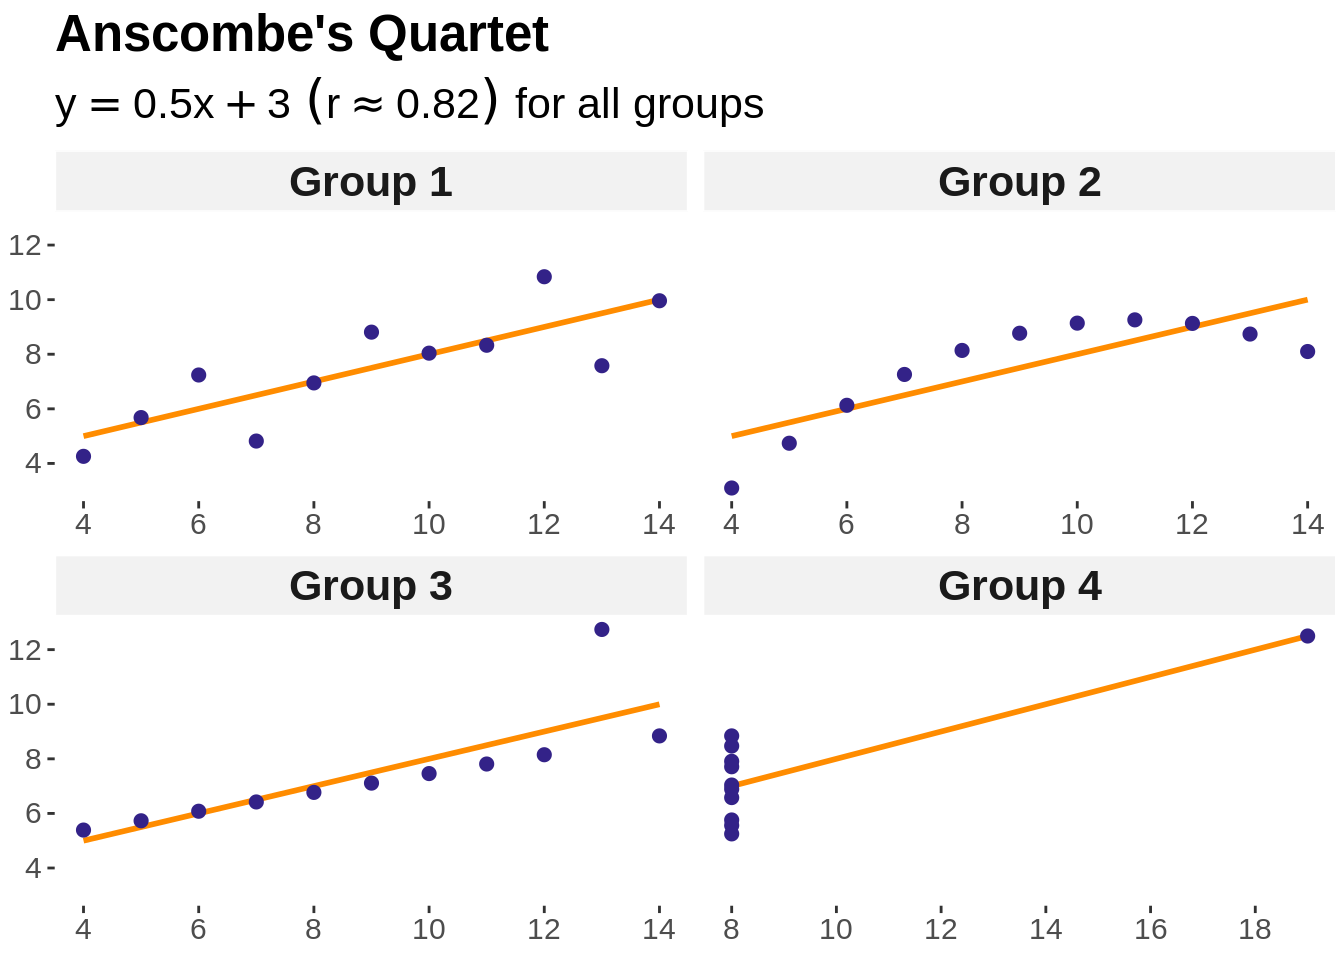 Anscombe's Quartet
y = 0.5x + 3 (r ≈ 0.82) for all groups
Group 1
Group 2
12
10
8
6
4
4 6 8 10 12 14
4 6 8 10 12 14
Group 3
Group 4
12
10
8
6
4
4 6 8 10 12 14
8 10 12 14 16 18